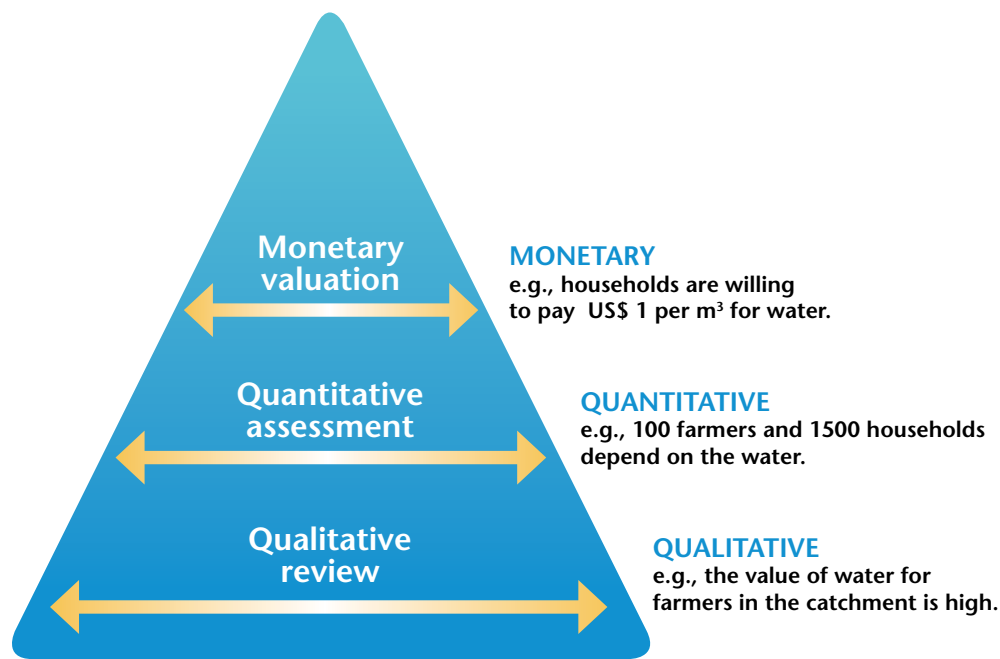 Monetary
valuation
MONETARY
e.g., households are willing
to pay US$ 1 per m³ for water.
Quantitative
assessment
QUANTITATIVE
e.g., 100 farmers and 1500 households
depend on the water.
Qualitative
review
QUALITATIVE
e.g., the value of water for
farmers in the catchment is high.